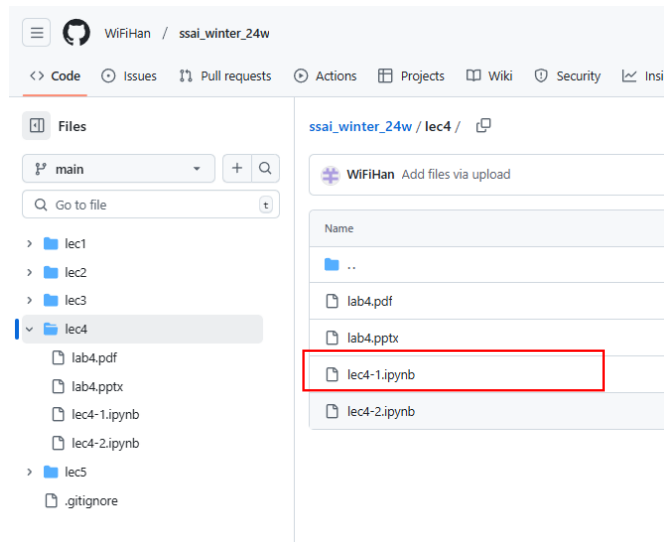 WiFiHan / ssai_winter_24w
Code Issues Pull requests Actions Projects Wiki Security Insi
Files
main
Go to file t
lec1
lec2
lec3
lec4
lab4.pdf
lab4.pptx
lec4-1.ipynb
lec4-2.ipynb
lec5
.gitignore
ssai_winter_24w / lec4 /
WiFiHan Add files via upload
Name
..
lab4.pdf
lab4.pptx
lec4-1.ipynb
lec4-2.ipynb